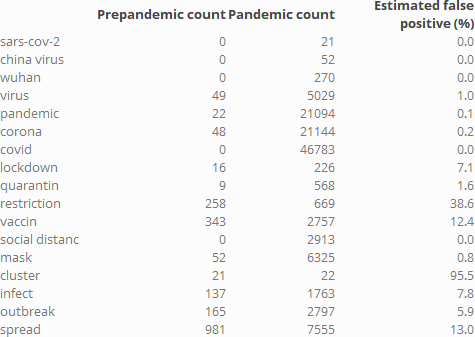 Estimated false
Prepandemic count Pandemic count positive (%)
sars-cov-2 0 21 0.0
china virus 0 52 0.0
wuhan 0 270 0.0
virus 49 5029 1.0
pandemic 22 21094 0.1
corona 48 21144 0.2
covid 0 46783 0.0
lockdown 16 226 7.1
quarantin 9 568 1.6
restriction 258 669 38.6
vaccin 343 2757 12.4
social distanc 0 2913 0.0
mask 52 6325 0.8
cluster 21 22 95.5
infect 137 1763 7.8
outbreak 165 2797 5.9
spread 981 7555 13.0